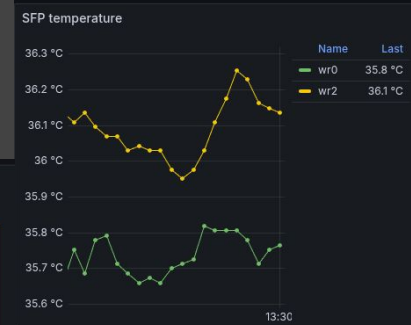 SFP temperature
Name Last
wr0 35.8 °C
wr2 36.1 °C
36.3 °C
36.2 °C
36.1 °C
36 °C
35.9 °C
35.8 °C
35.7 °C
35.6 °C
13:30